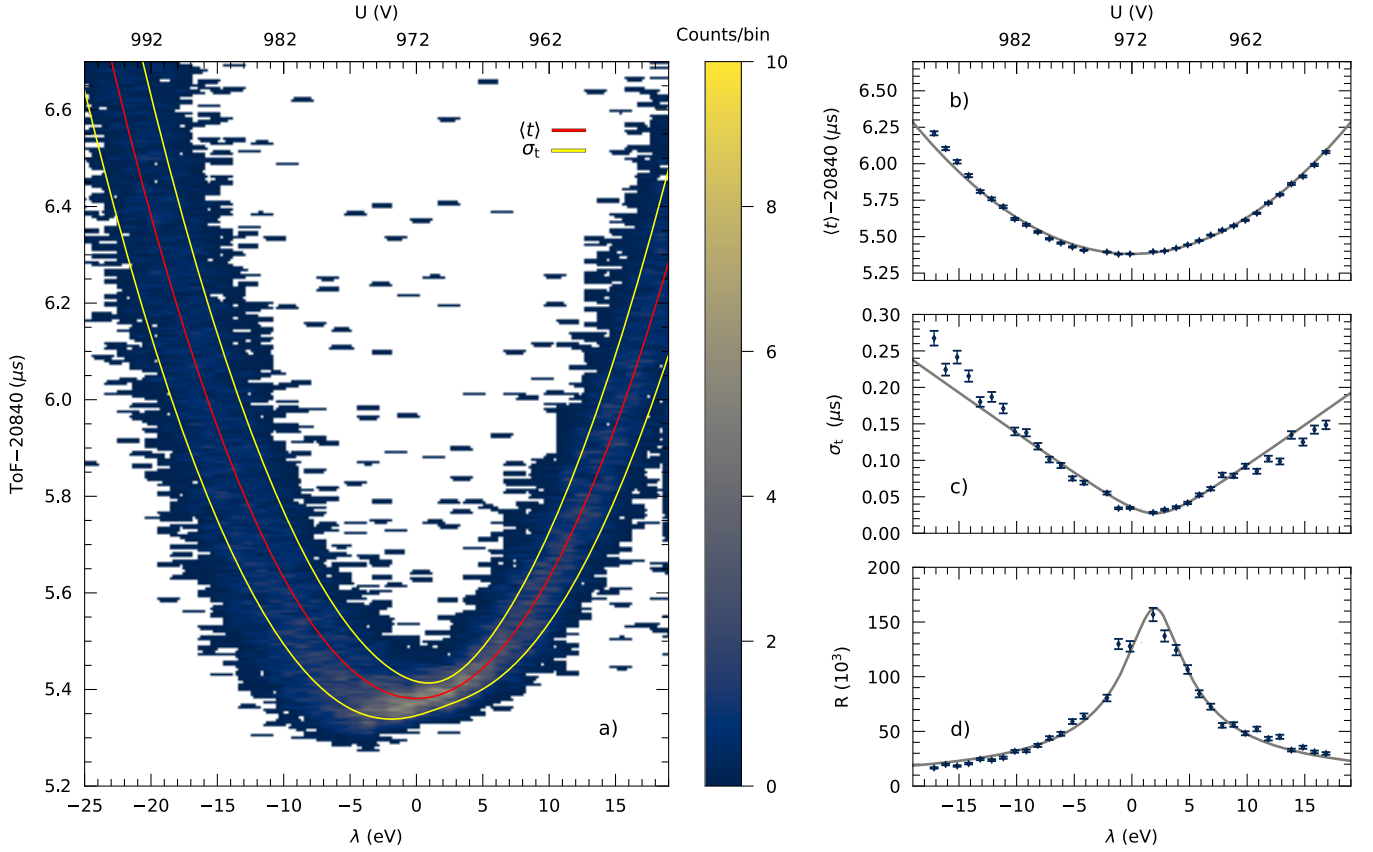 U (V)
992 982 972 962
Counts/bin
ToF−20840 (μs)
6.6
6.4
6.2
6.0
5.8
5.6
5.4
5.2
⟨t⟩
σt
a)
−25 −20 −15 −10 −5 0 5 10 15
λ (eV)
10
8
6
4
2
0
U (V)
982 972 962
⟨t⟩−20840 (μs)
6.50
6.25
6.00
5.75
5.50
5.25
b)
σt (μs)
0.30
0.25
0.20
0.15
0.10
0.05
0.00
c)
R (10³)
200
150
100
50
0
d)
−15 −10 −5 0 5 10 15
λ (eV)